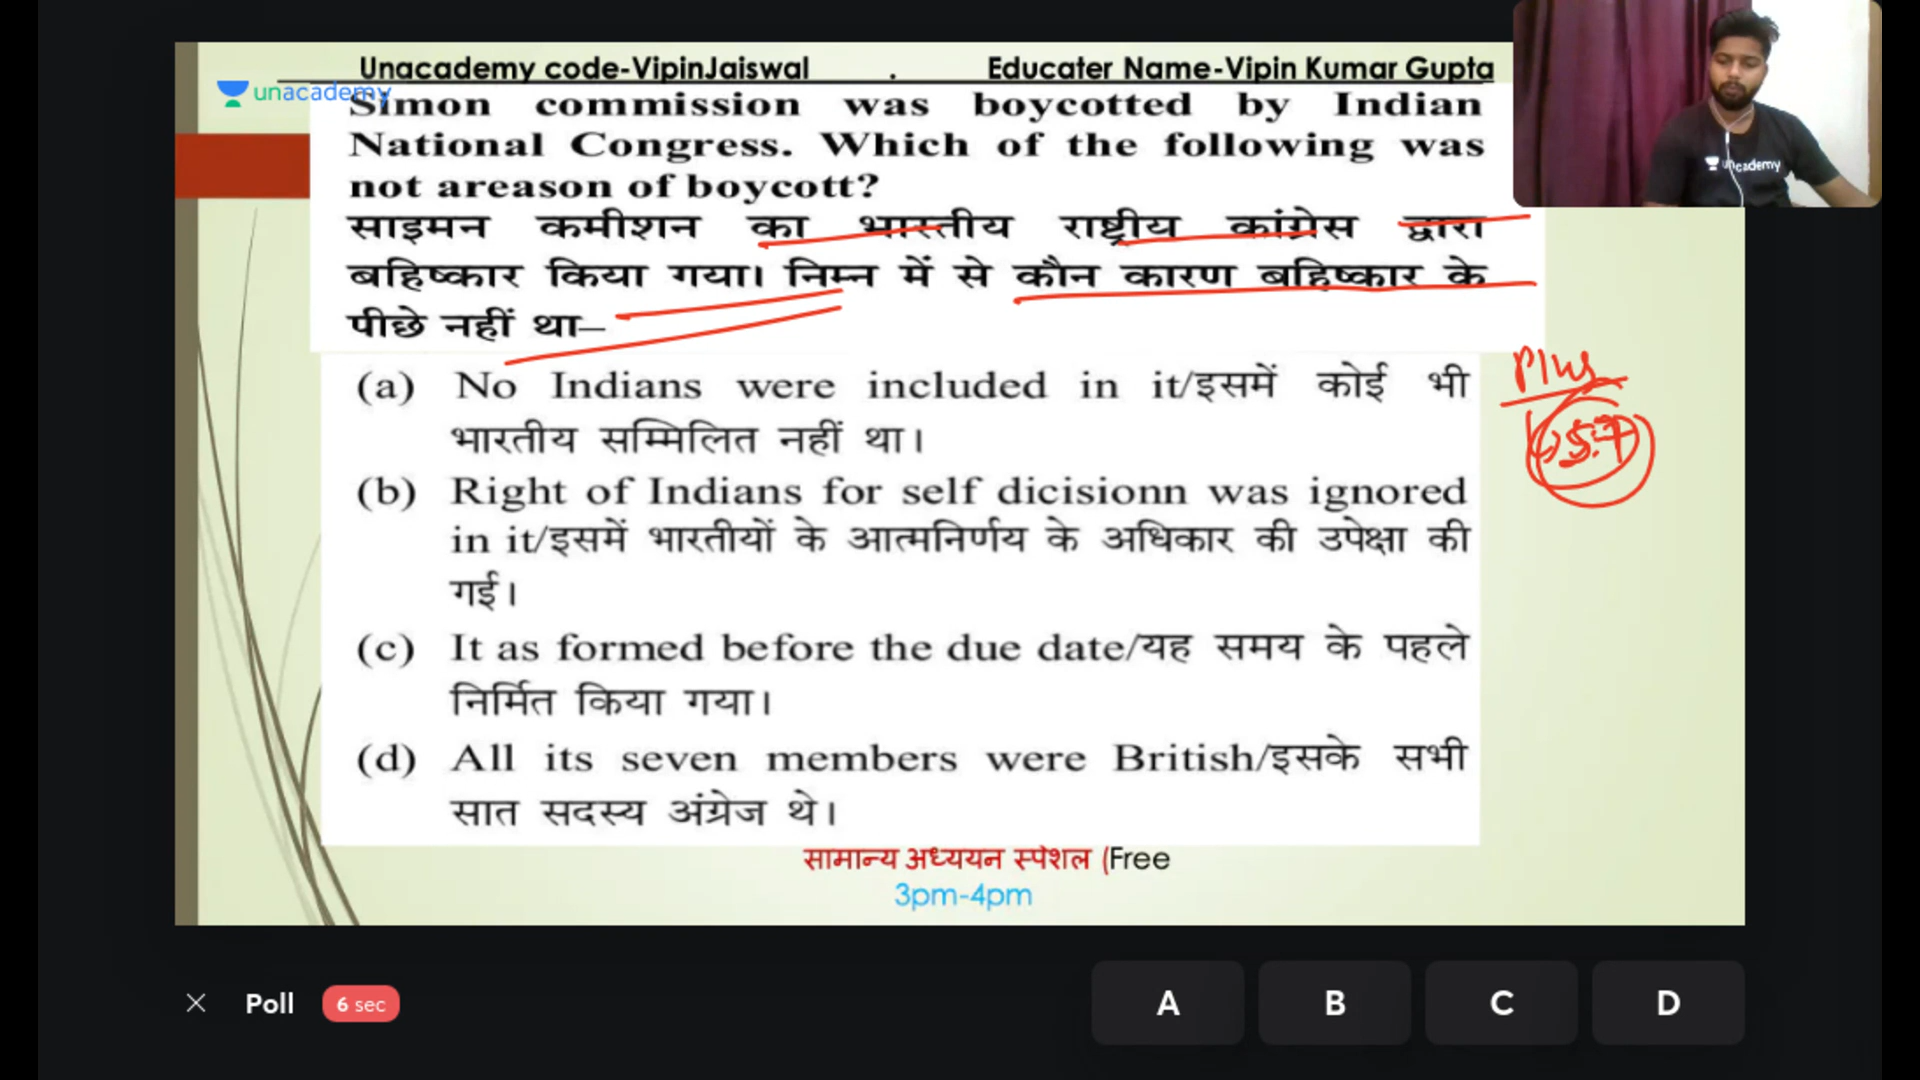 Unacademy code-VipinJaiswal . Educater Name-Vipin Kumar Gupta
unacademy
Simon commission was boycotted by Indian
National Congress. Which of the following was
not areason of boycott?
साइमन कमीशन का भारतीय राष्ट्रीय कांग्रेस द्वारा
बहिष्कार किया गया। निम्न में से कौन कारण बहिष्कार के
पीछे नहीं था–
(a) No Indians were included in it/इसमें कोई भी
भारतीय सम्मिलित नहीं था।
(b) Right of Indians for self dicisionn was ignored
in it/इसमें भारतीयों के आत्मनिर्णय के अधिकार की उपेक्षा की
गई।
(c) It as formed before the due date/यह समय के पहले
निर्मित किया गया।
(d) All its seven members were British/इसके सभी
सात सदस्य अंग्रेज थे।
Plus
unacademy
सामान्य अध्ययन स्पेशल (Free
3pm-4pm
Poll 6 sec A B C D